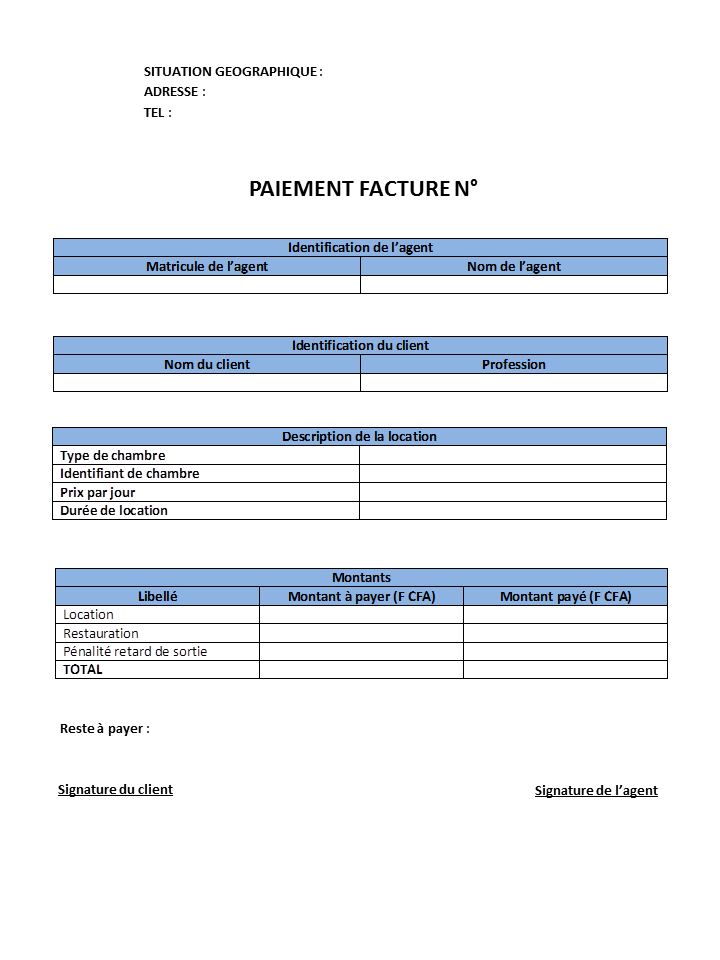 SITUATION GEOGRAPHIQUE :
ADRESSE :
TEL :
PAIEMENT FACTURE N°
Identification de l’agent
Matricule de l’agent Nom de l’agent
Identification du client
Nom du client Profession
Description de la location
Type de chambre
Identifiant de chambre
Prix par jour
Durée de location
Montants
Libellé Montant à payer (F CFA) Montant payé (F CFA)
Location
Restauration
Pénalité retard de sortie
TOTAL
Reste à payer :
Signature du client Signature de l’agent